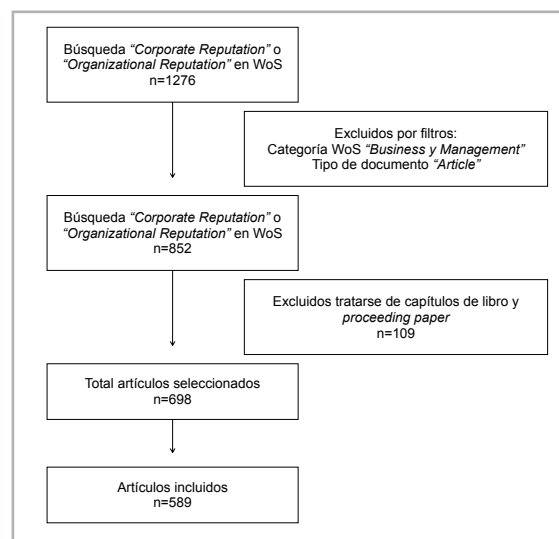 Búsqueda “Corporate Reputation” o
“Organizational Reputation” en WoS
n=1276
Excluidos por filtros:
Categoría WoS “Business y Management”
Tipo de documento “Article”
Búsqueda “Corporate Reputation” o
“Organizational Reputation” en WoS
n=852
Excluidos tratarse de capítulos de libro y
proceeding paper
n=109
Total artículos seleccionados
n=698
Artículos incluidos
n=589